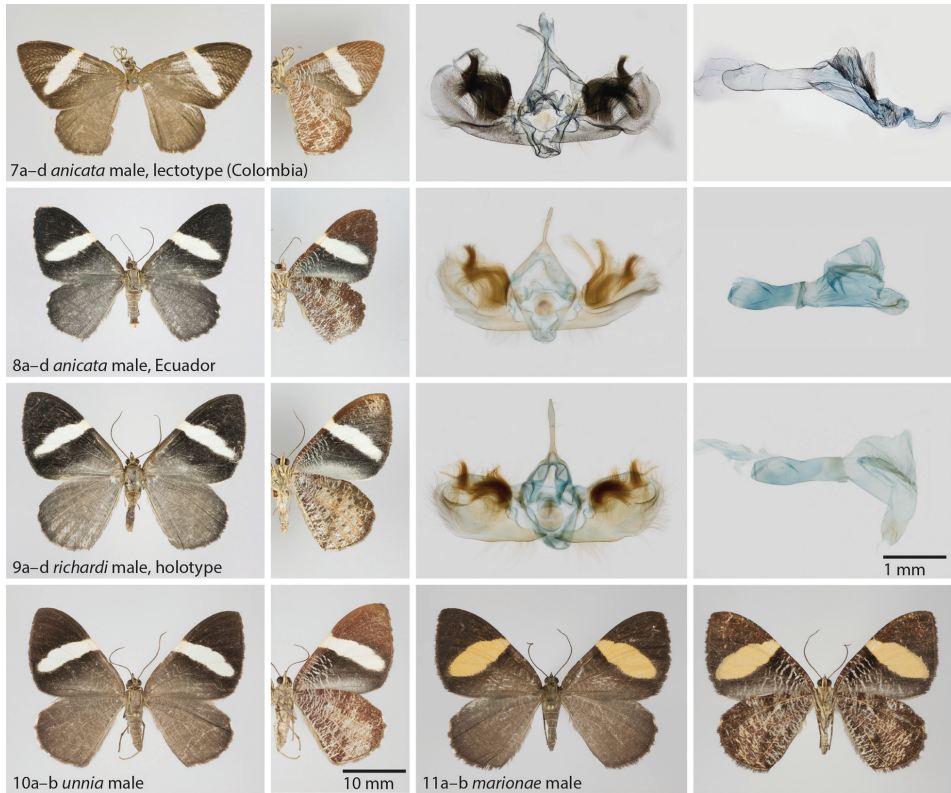 7a–d anicata male, lectotype (Colombia)
8a–d anicata male, Ecuador
9a–d richardi male, holotype
1 mm
10a–b unnia male
10 mm
11a–b marionae male